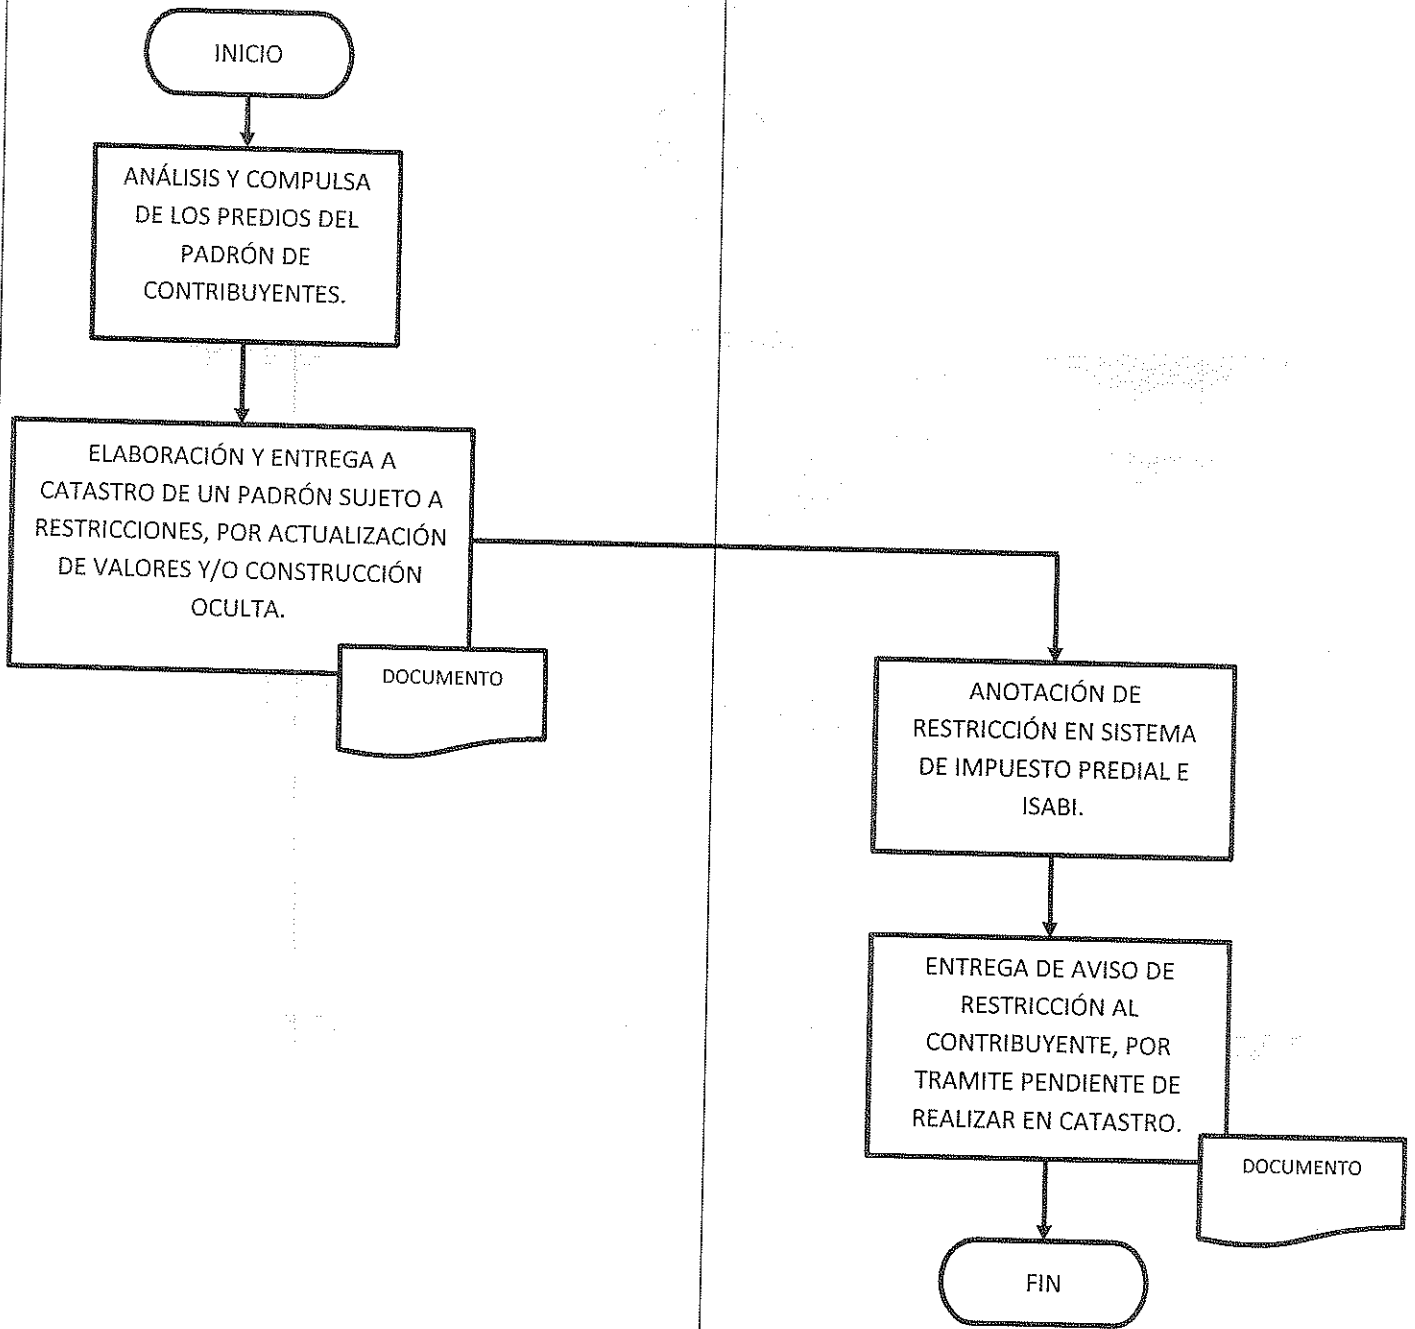 INICIO
ANÁLISIS Y COMPULSA
DE LOS PREDIOS DEL
PADRÓN DE
CONTRIBUYENTES.
ELABORACIÓN Y ENTREGA A
CATASTRO DE UN PADRÓN SUJETO A
RESTRICCIONES, POR ACTUALIZACIÓN
DE VALORES Y/O CONSTRUCCIÓN
OCULTA.
DOCUMENTO
ANOTACIÓN DE
RESTRICCIÓN EN SISTEMA
DE IMPUESTO PREDIAL E
ISABI.
ENTREGA DE AVISO DE
RESTRICCIÓN AL
CONTRIBUYENTE, POR
TRAMITE PENDIENTE DE
REALIZAR EN CATASTRO.
DOCUMENTO
FIN